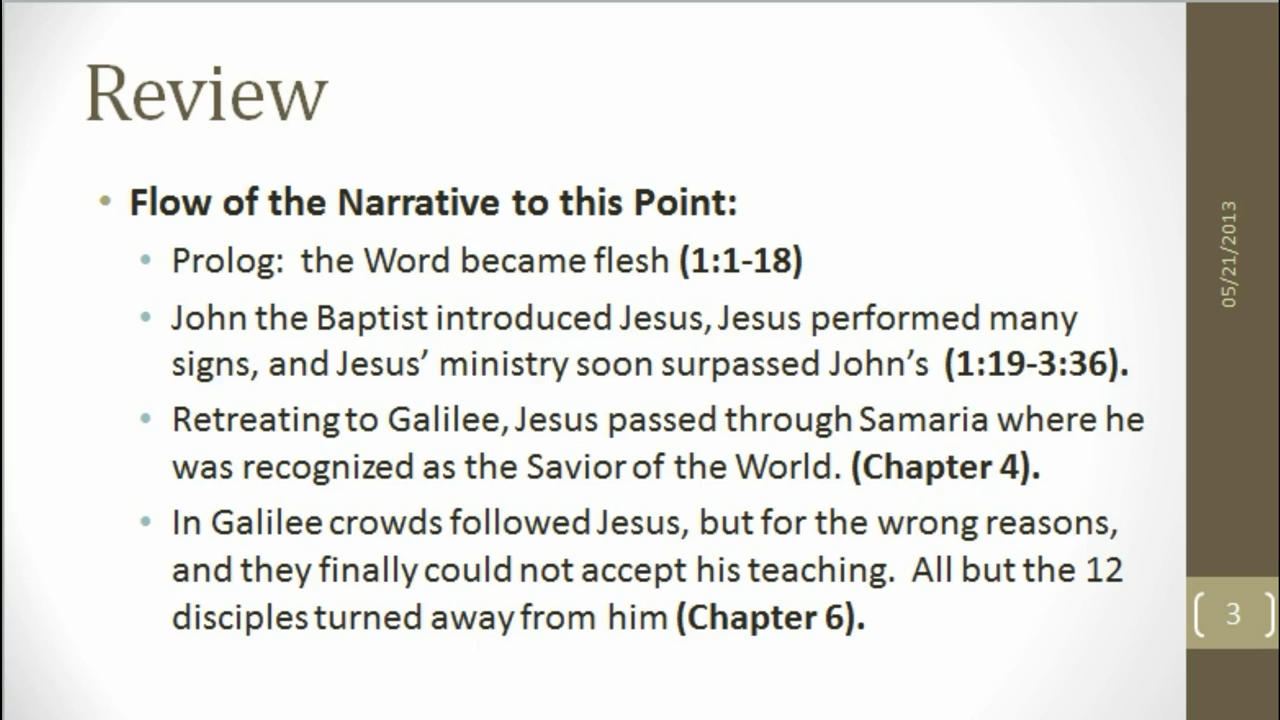 Review
• Flow of the Narrative to this Point:
• Prolog:  the Word became flesh (1:1-18)
• John the Baptist introduced Jesus, Jesus performed many
signs, and Jesus’ ministry soon surpassed John’s  (1:19-3:36).
• Retreating to Galilee, Jesus passed through Samaria where he
was recognized as the Savior of the World. (Chapter 4).
• In Galilee crowds followed Jesus, but for the wrong reasons,
and they finally could not accept his teaching.  All but the 12
disciples turned away from him (Chapter 6).
05/21/2013
3